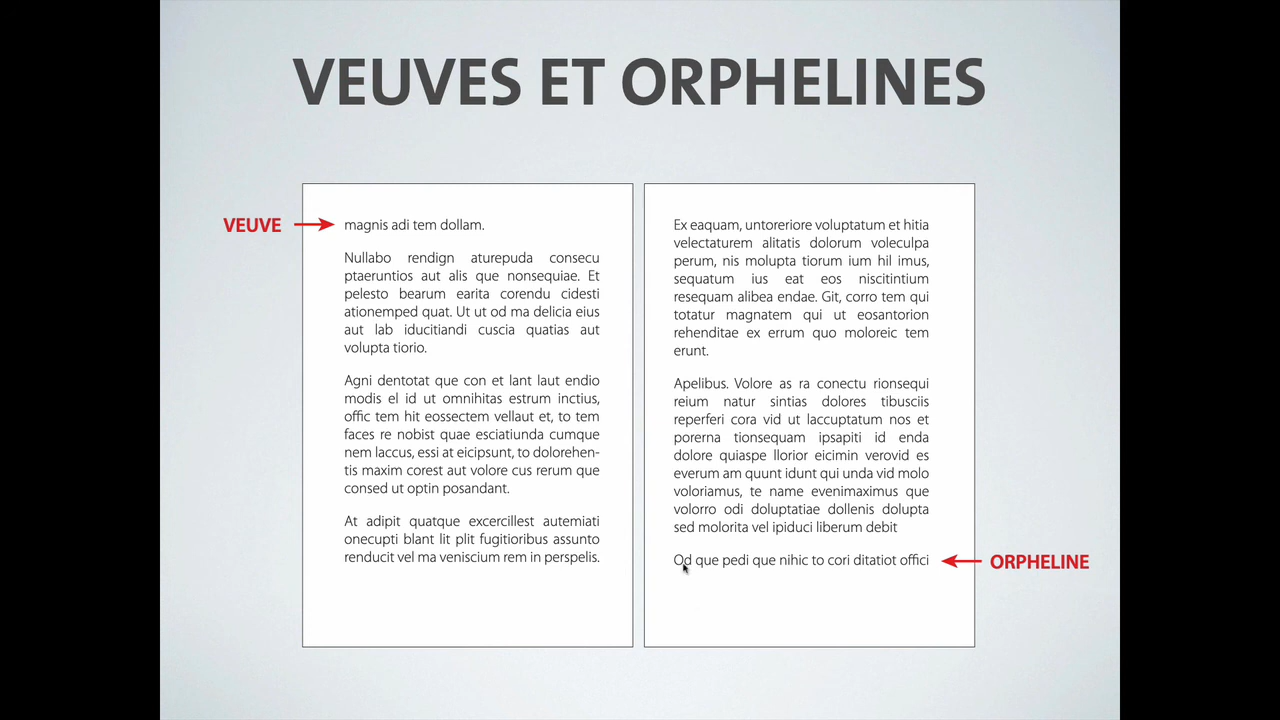 VEUVES ET ORPHELINES
VEUVE
magnis adi tem dollam.
Nullabo rendign aturepuda consecu
ptaeruntios aut alis que nonsequiae. Et
pelesto bearum earita corendu cidesti
ationemped quat. Ut ut od ma delicia eius
aut lab iducitiandi cuscia quatias aut
volupta tiorio.
Agni dentotat que con et lant laut endio
modis el id ut omnihitas estrum inctius,
offic tem hit eossectem vellaut et, to tem
faces re nobist quae esciatiunda cumque
nem laccus, essi at eicipsunt, to dolorehen-
tis maxim corest aut volore cus rerum que
consed ut optin posandant.
At adipit quatque excercillest autemiati
onecupti blant lit plit fugitioribus assunto
renducit vel ma veniscium rem in perspelis.
Ex eaquam, untoreriore voluptatum et hitia
velectaturem alitatis dolorum voleculpa
perum, nis molupta tiorum ium hil imus,
sequatum ius eat eos niscitintium
resequam alibea endae. Git, corro tem qui
totatur magnatem qui ut eosantorion
rehenditae ex errum quo moloreic tem
erunt.
Apelibus. Volore as ra conectu rionsequi
reium natur sintias dolores tibusciis
reperferi cora vid ut laccuptatum nos et
porerna tionsequam ipsapiti id enda
dolore quiaspe llorior eicimin verovid es
everum am quunt idunt qui unda vid molo
voloriamus, te name evenimaximus que
volorro odi doluptatiae dollenis dolupta
sed molorita vel ipiduci liberum debit
Od que pedi que nihic to cori ditatiot offici
ORPHELINE